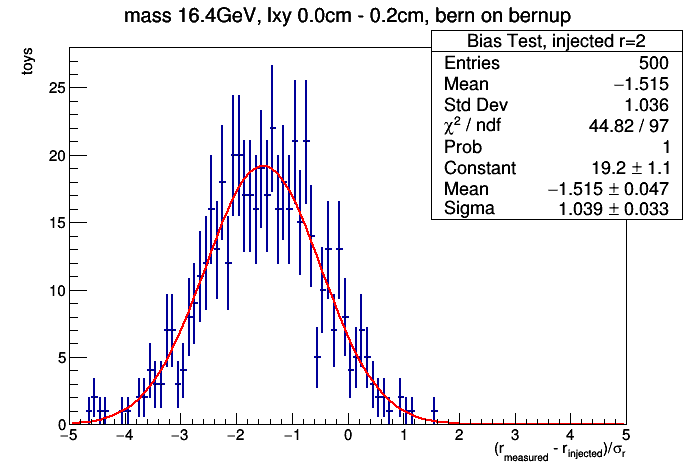 mass 16.4GeV, lxy 0.0cm - 0.2cm, bern on bernup
toys
Bias Test, injected r=2
Entries 500
Mean −1.515
Std Dev 1.036
χ² / ndf 44.82 / 97
Prob 1
Constant 19.2 ± 1.1
Mean −1.515 ± 0.047
Sigma 1.039 ± 0.033
25
20
15
10
5
0
−5 −4 −3 −2 −1 0 1 2 3 4 5
(r_measured - r_injected)/σ_r